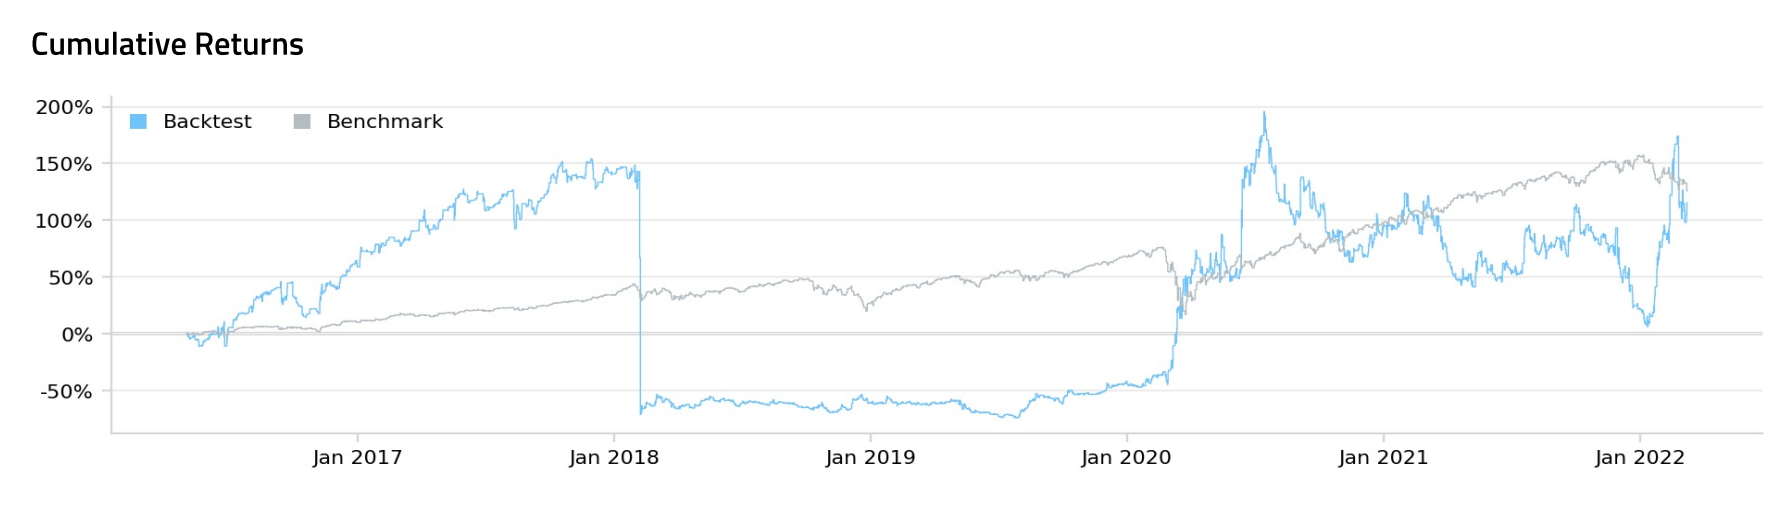 Cumulative Returns
200%
Backtest
Benchmark
150%
100%
50%
0%
-50%
Jan 2017
Jan 2018
Jan 2019
Jan 2020
Jan 2021
Jan 2022